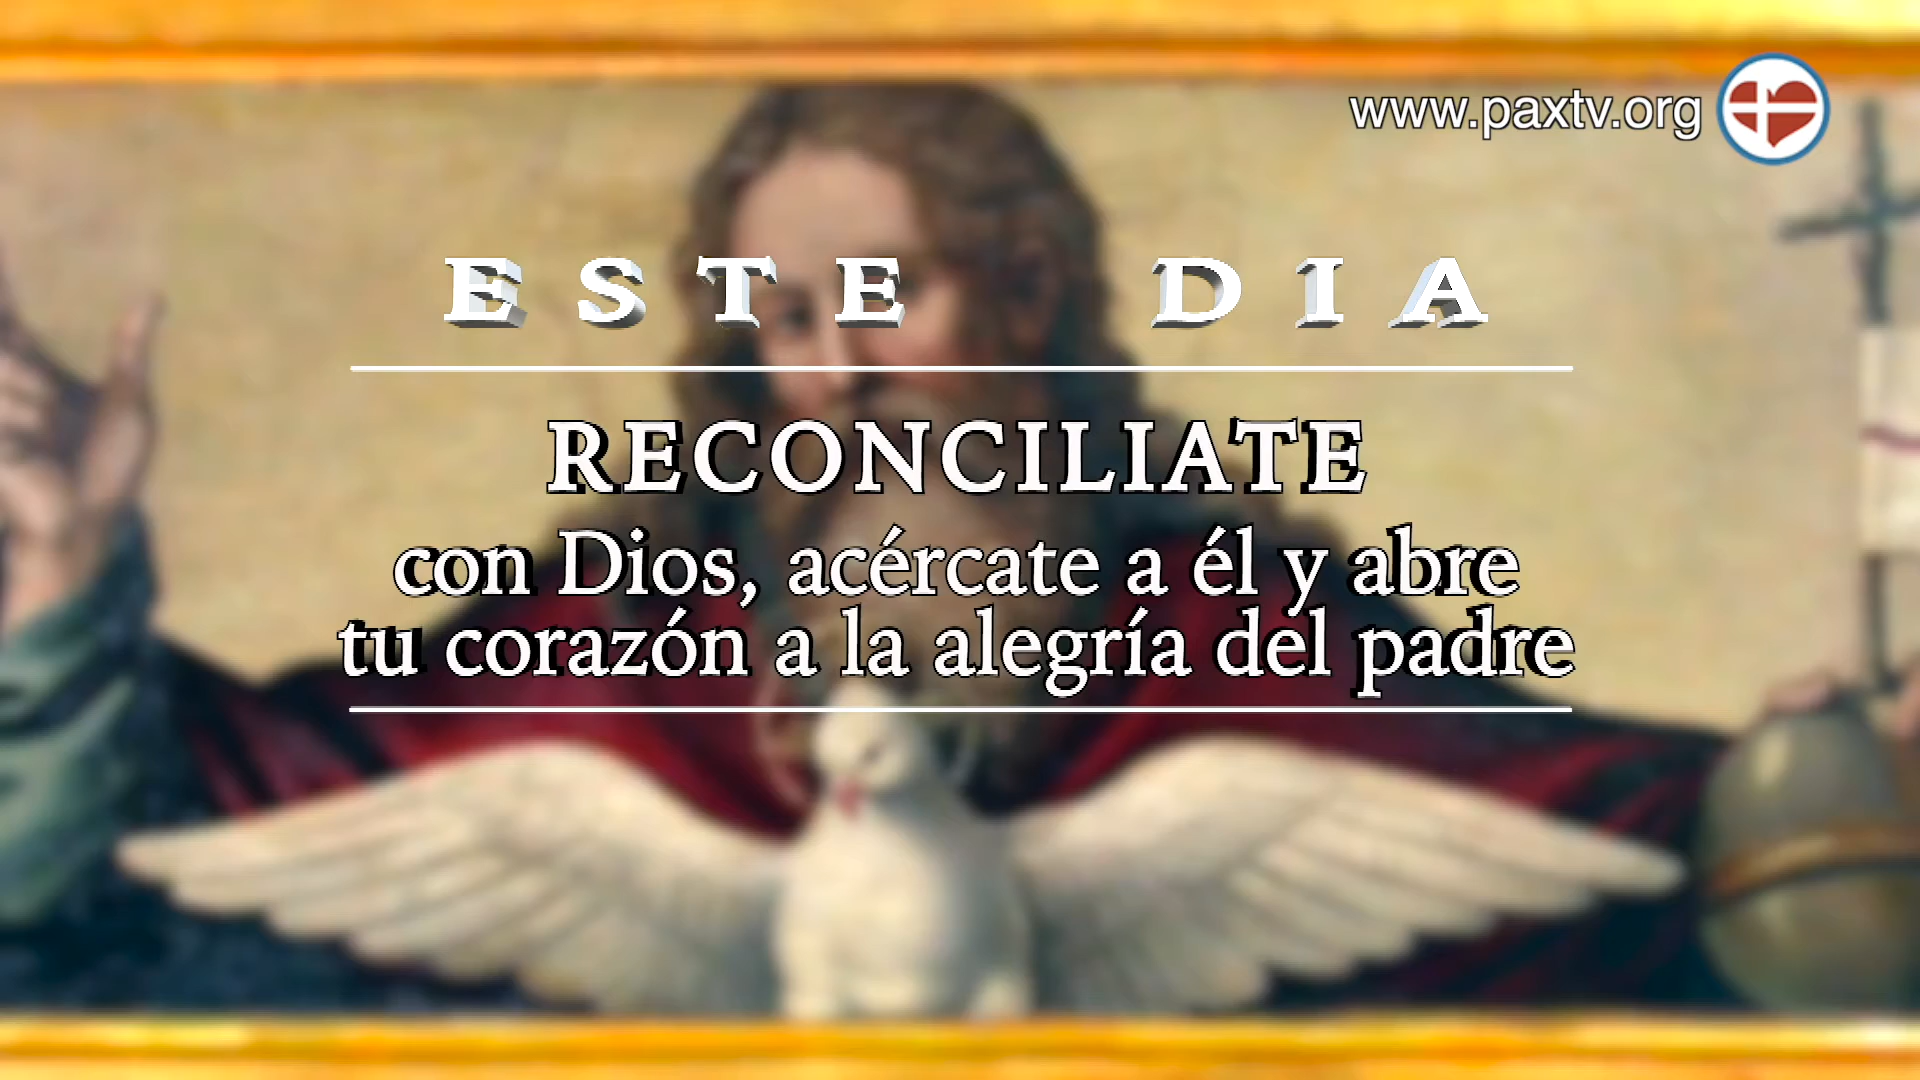 www.paxtv.org
ESTE DIA
RECONCILIATE
con Dios, acércate a él y abre
tu corazón a la alegría del padre